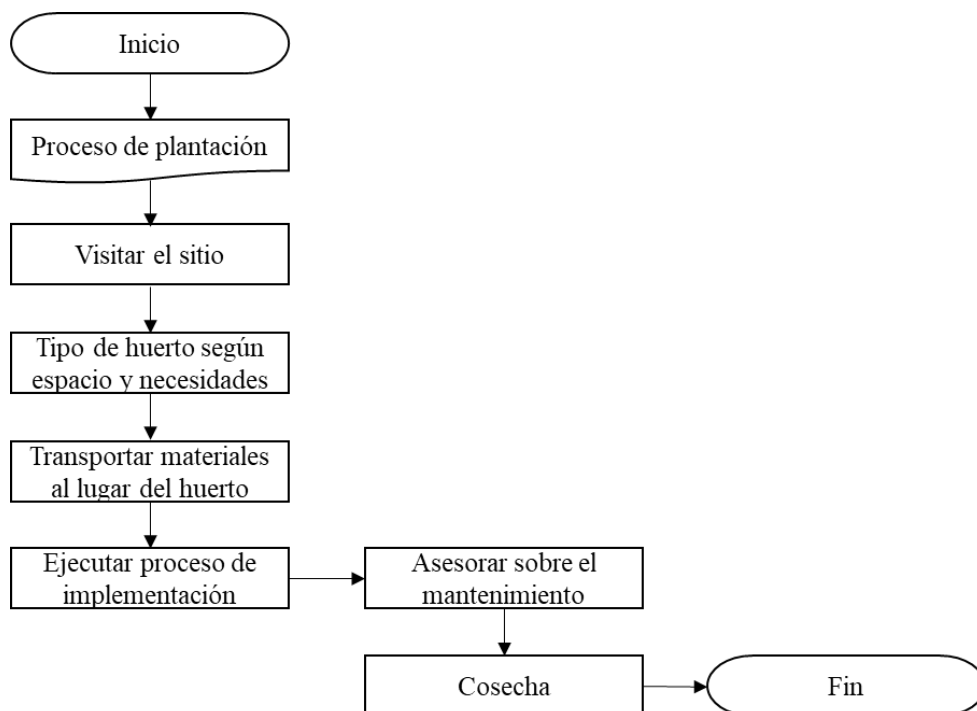 Inicio
Proceso de plantación
Visitar el sitio
Tipo de huerto según
espacio y necesidades
Transportar materiales
al lugar del huerto
Ejecutar proceso de
implementación
Asesorar sobre el
mantenimiento
Cosecha
Fin